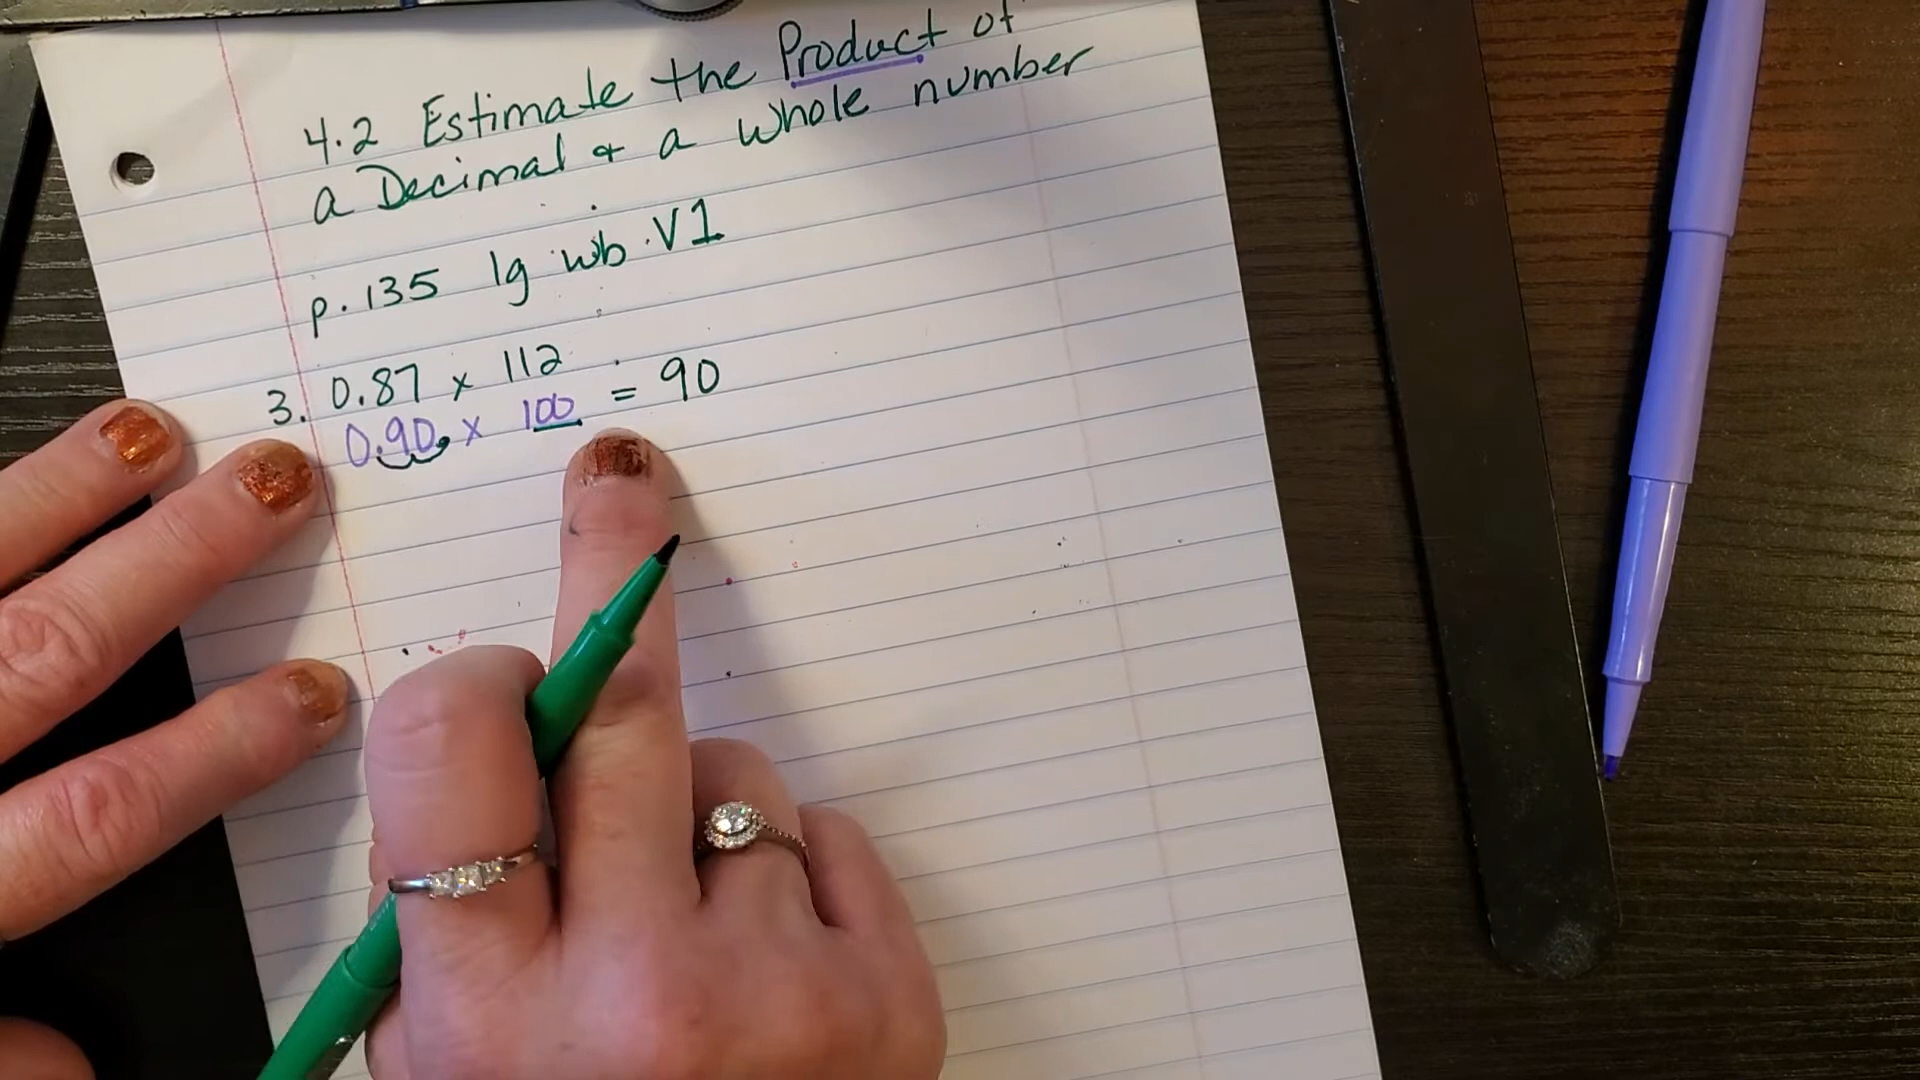 4.2 Estimate the Product of
a Decimal + a whole number
p. 135 lg wb V1
3. 0.87 x 112
0.90 x 100 = 90